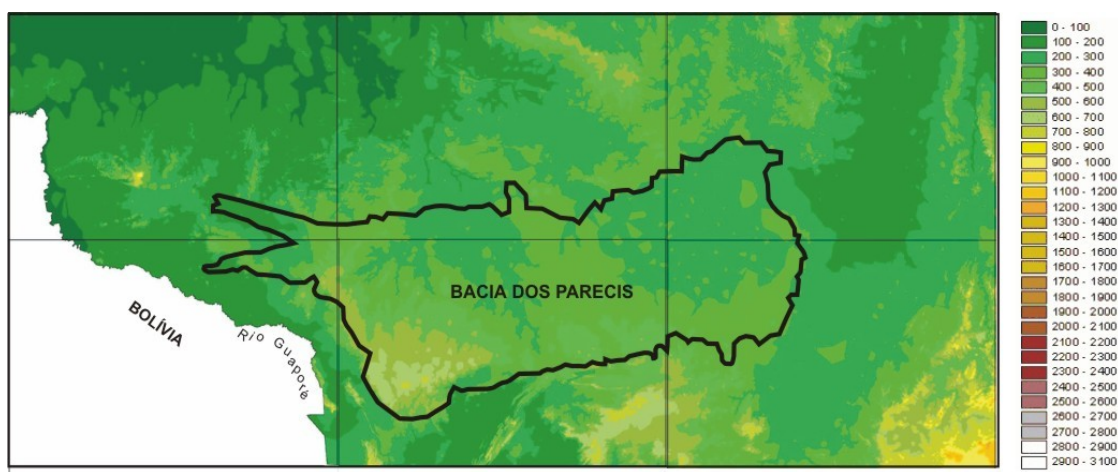 BACIA DOS PARECIS
BOLÍVIA
Rio Guaporé
0 - 100
100 - 200
200 - 300
300 - 400
400 - 500
500 - 600
600 - 700
700 - 800
800 - 900
900 - 1000
1000 - 1100
1100 - 1200
1200 - 1300
1300 - 1400
1400 - 1500
1500 - 1600
1600 - 1700
1700 - 1800
1800 - 1900
1900 - 2000
2000 - 2100
2100 - 2200
2200 - 2300
2300 - 2400
2400 - 2500
2500 - 2600
2600 - 2700
2700 - 2800
2800 - 2900
2900 - 3100